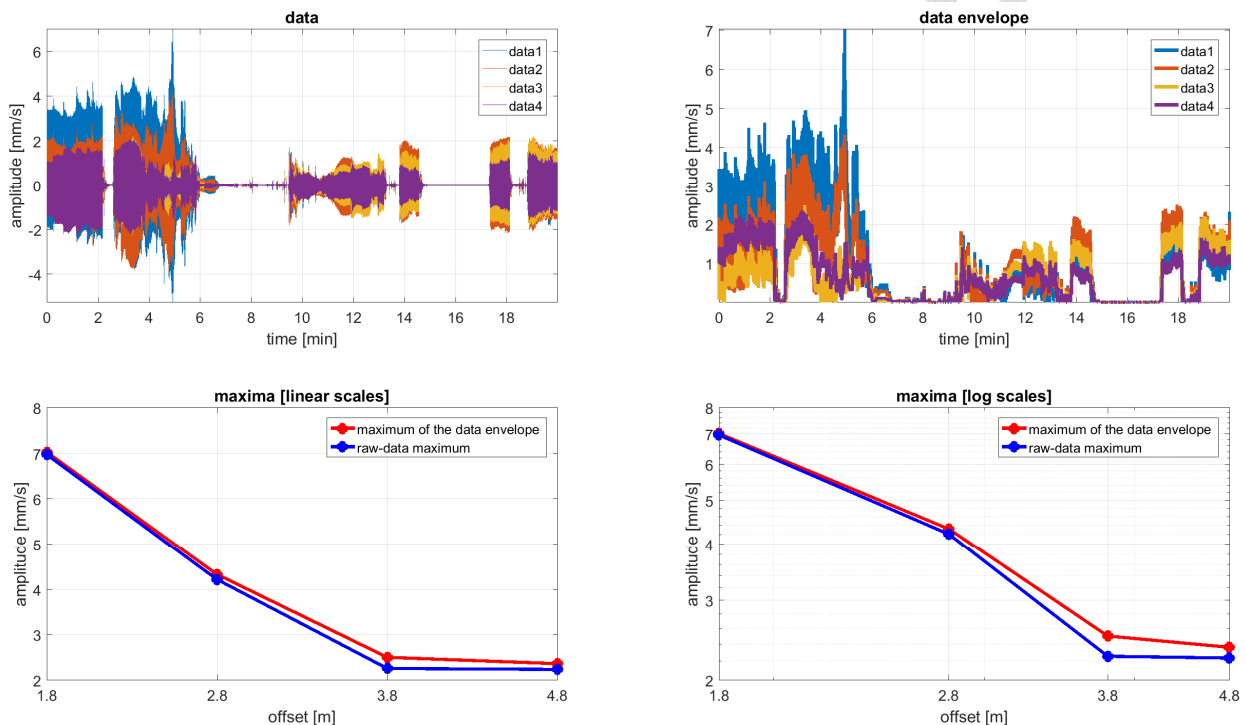 data
amplitude [mm/s]
6
4
2
0
-2
-4
data1
data2
data3
data4
0 2 4 6 8 10 12 14 16 18
time [min]
data envelope
amplitude [mm/s]
7
6
5
4
3
2
1
data1
data2
data3
data4
0 2 4 6 8 10 12 14 16 18
time [min]
maxima [linear scales]
amplituce [mm/s]
8
7
6
5
4
3
2
maximum of the data envelope
raw-data maximum
1.8 2.8 3.8 4.8
offset [m]
maxima [log scales]
amplituce [mm/s]
8
7
6
5
4
3
2
maximum of the data envelope
raw-data maximum
1.8 2.8 3.8 4.8
offset [m]